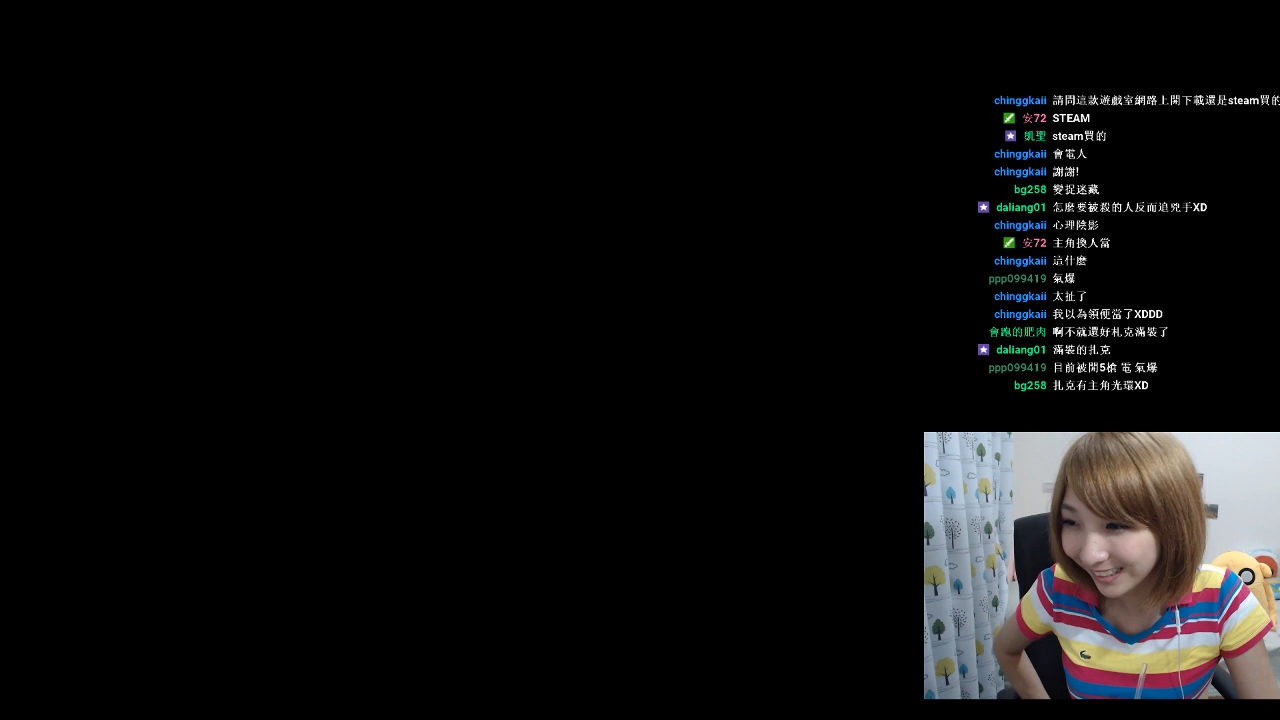 chinggkaii 請問這款遊戲室網路上開下載還是steam買的
安72 STEAM
凱聖 steam買的
chinggkaii 會電人
chinggkaii 謝謝!
bg258 變捉迷藏
daliang01 怎麼要被殺的人反而追兇手XD
chinggkaii 心理陰影
安72 主角換人當
chinggkaii 這什麼
ppp099419 氣爆
chinggkaii 太扯了
chinggkaii 我以為領便當了XDDD
會跑的肥肉 啊不就還好札克滿裝了
daliang01 滿裝的扎克
ppp099419 目前被開5槍 電 氣爆
bg258 扎克有主角光環XD